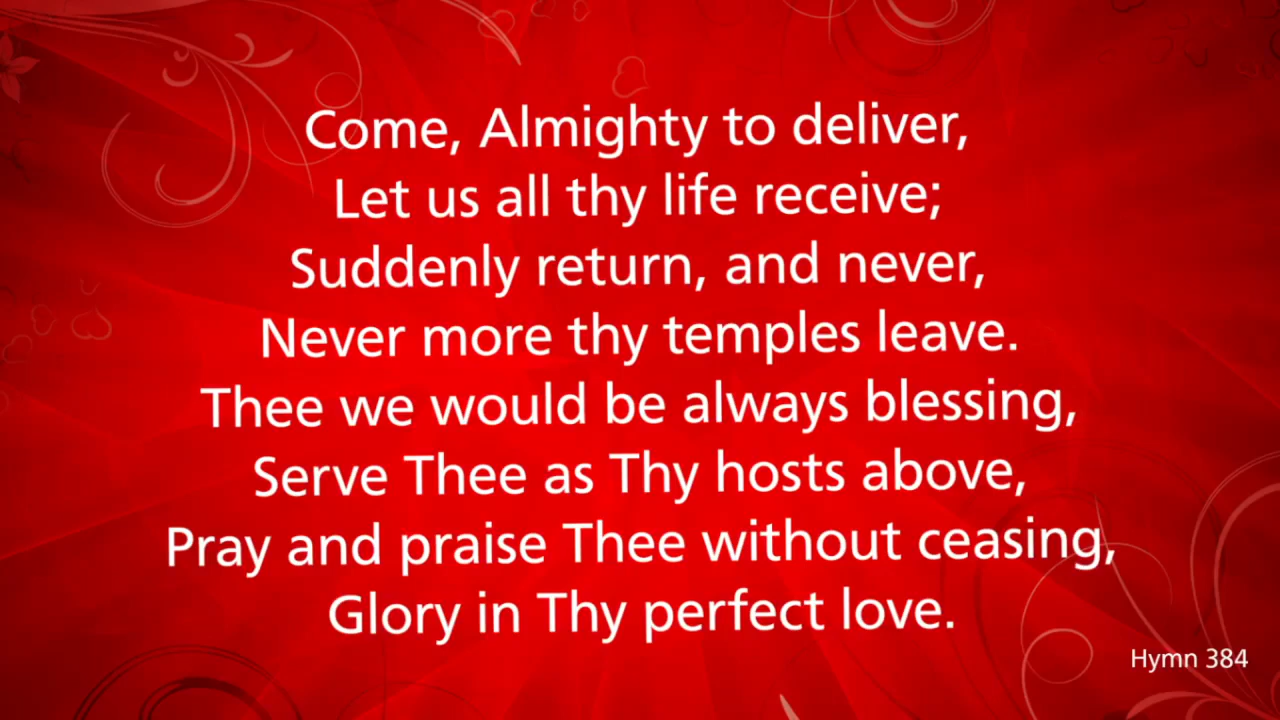 Come, Almighty to deliver,
Let us all thy life receive;
Suddenly return, and never,
Never more thy temples leave.
Thee we would be always blessing,
Serve Thee as Thy hosts above,
Pray and praise Thee without ceasing,
Glory in Thy perfect love.
Hymn 384